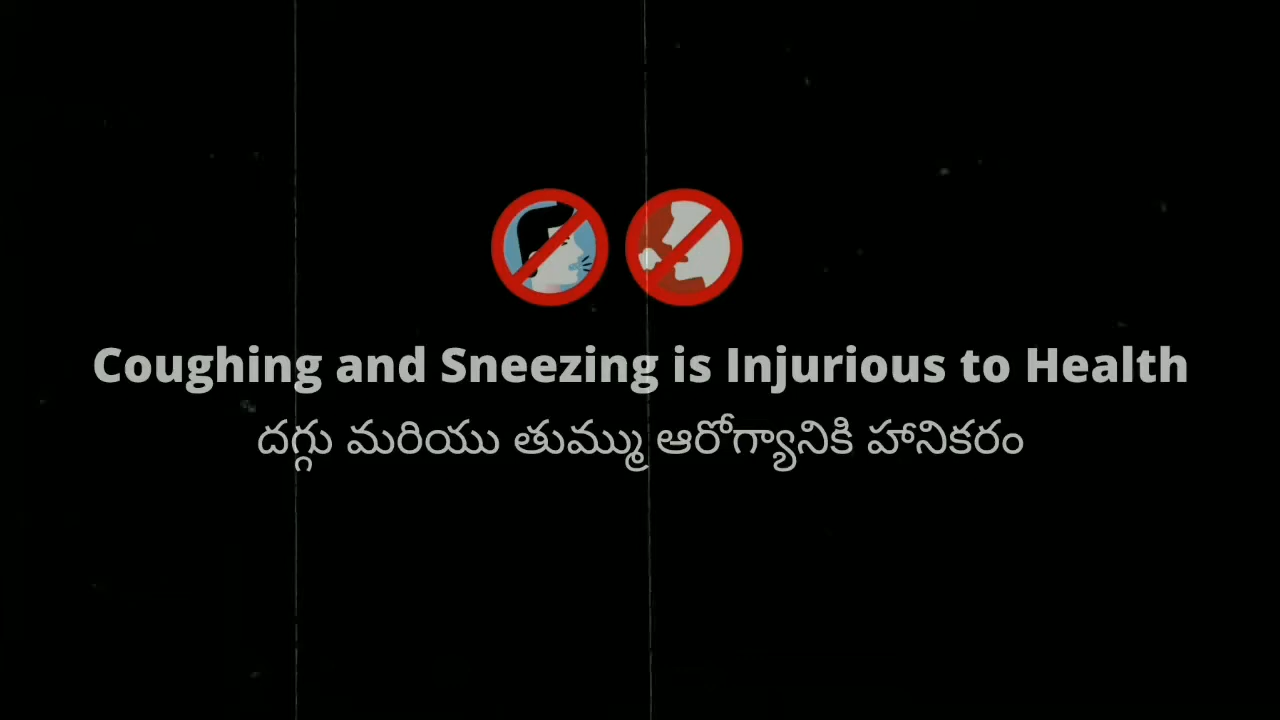 Coughing and Sneezing is Injurious to Health
దగ్గు మరియు తుమ్ము ఆరోగ్యానికి హానికరం